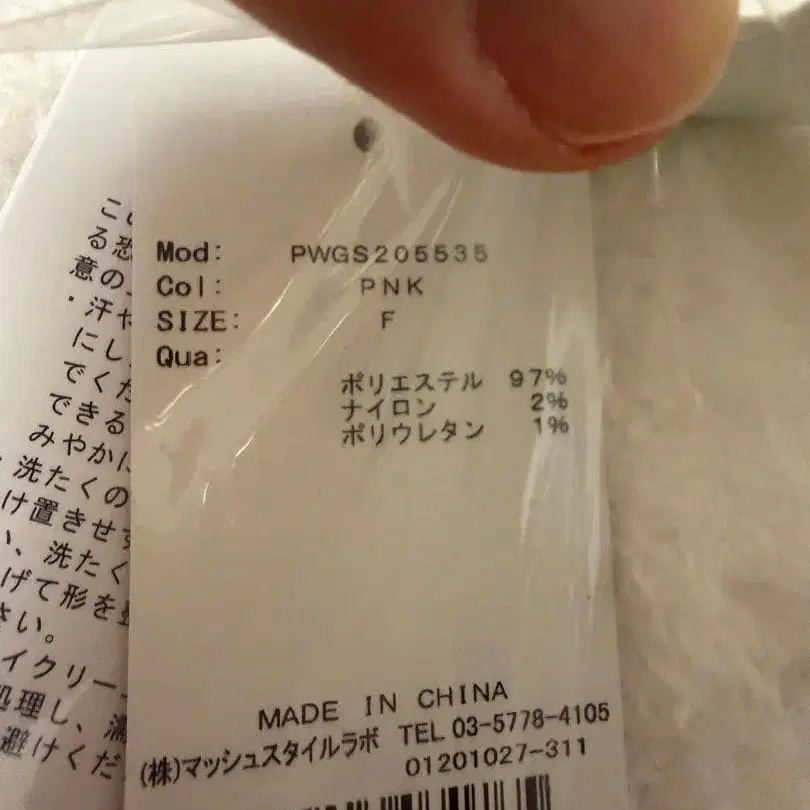 Mod: PWGS205535
Col: PNK
SIZE: F
Qua:
ポリエステル 97%
ナイロン 2%
ポリウレタン 1%
MADE IN CHINA
(株)マッシュスタイルラボ TEL 03-5778-4105
01201027-311
この
る恐
意の
・汗や
にし
でくだ
できる
みやかに
洗たくの
け置きせず
い、洗たく
げて形を
さい。
イクリー
処理し、
避けくだ